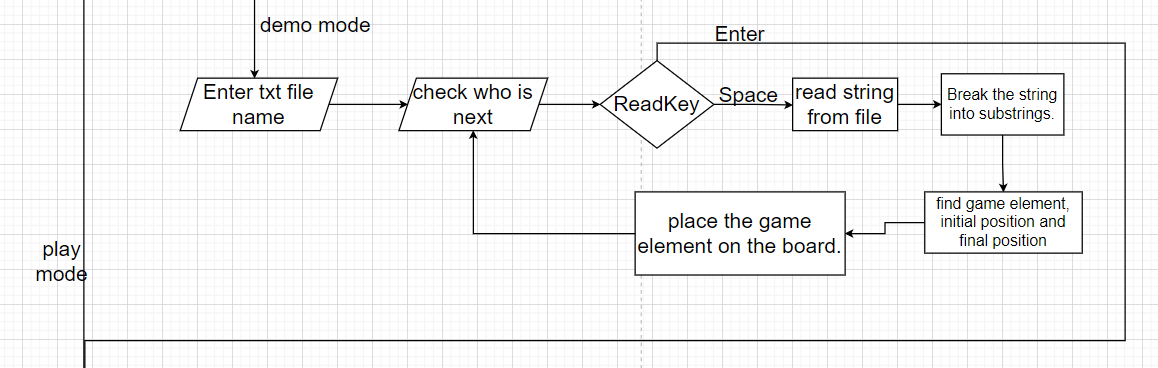 demo mode
Enter
Enter txt file
name
check who is
next
ReadKey
Space
read string
from file
Break the string
into substrings.
find game element,
initial position and
final position
place the game
element on the board.
play
mode